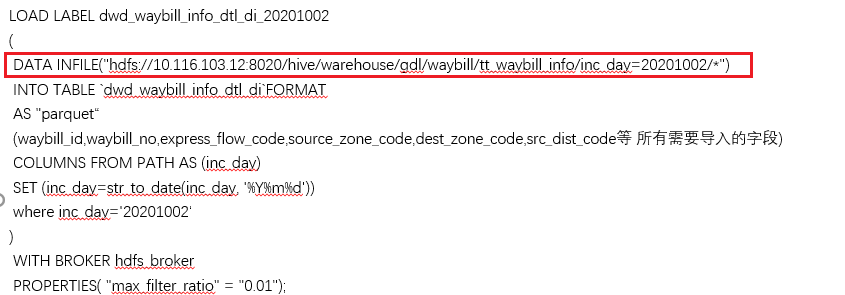 LOAD LABEL dwd_waybill_info_dtl_di_20201002
(
DATA INFILE("hdfs://10.116.103.12:8020/hive/warehouse/gdl/waybill/tt_waybill_info/inc_day=20201002/*")
INTO TABLE `dwd_waybill_info_dtl_di`FORMAT
AS "parquet“
(waybill_id,waybill_no,express_flow_code,source_zone_code,dest_zone_code,src_dist_code等 所有需要导入的字段)
COLUMNS FROM PATH AS (inc_day)
SET (inc_day=str_to_date(inc_day, '%Y%m%d'))
where inc_day='20201002‘
)
WITH BROKER hdfs_broker
PROPERTIES( "max_filter_ratio" = "0.01");